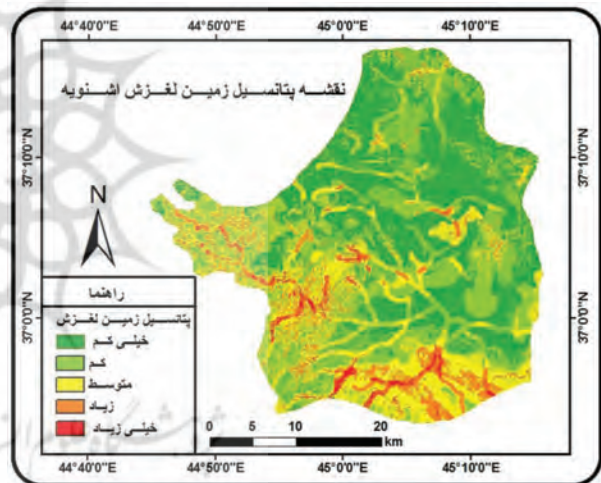 44°40'0"E 44°50'0"E 45°0'0"E 45°10'0"E
نقشه پتانسیل زمین لغزش اشنویه
37°10'0"N 37°10'0"N
N
37°0'0"N 37°0'0"N
راهنما
پتانسیل زمین لغزش
خیلی کم
کم
متوسط
زیاد
خیلی زیاد
0 5 10 20
km
44°40'0"E 44°50'0"E 45°0'0"E 45°10'0"E